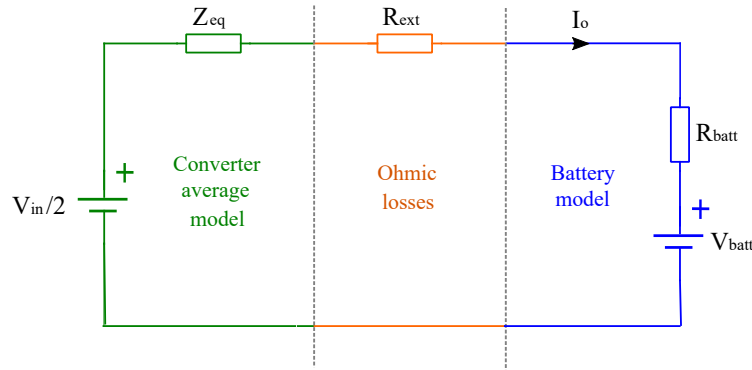 Zeq
Rext
Io
Rbatt
Converter
average
model
Ohmic
losses
Battery
model
+
Vin/2
+
Vbatt